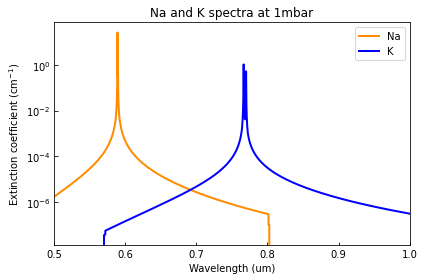 Na and K spectra at 1mbar
Na
K
Extinction coefficient (cm⁻¹)
10⁰
10⁻²
10⁻⁴
10⁻⁶
0.5 0.6 0.7 0.8 0.9 1.0
Wavelength (um)